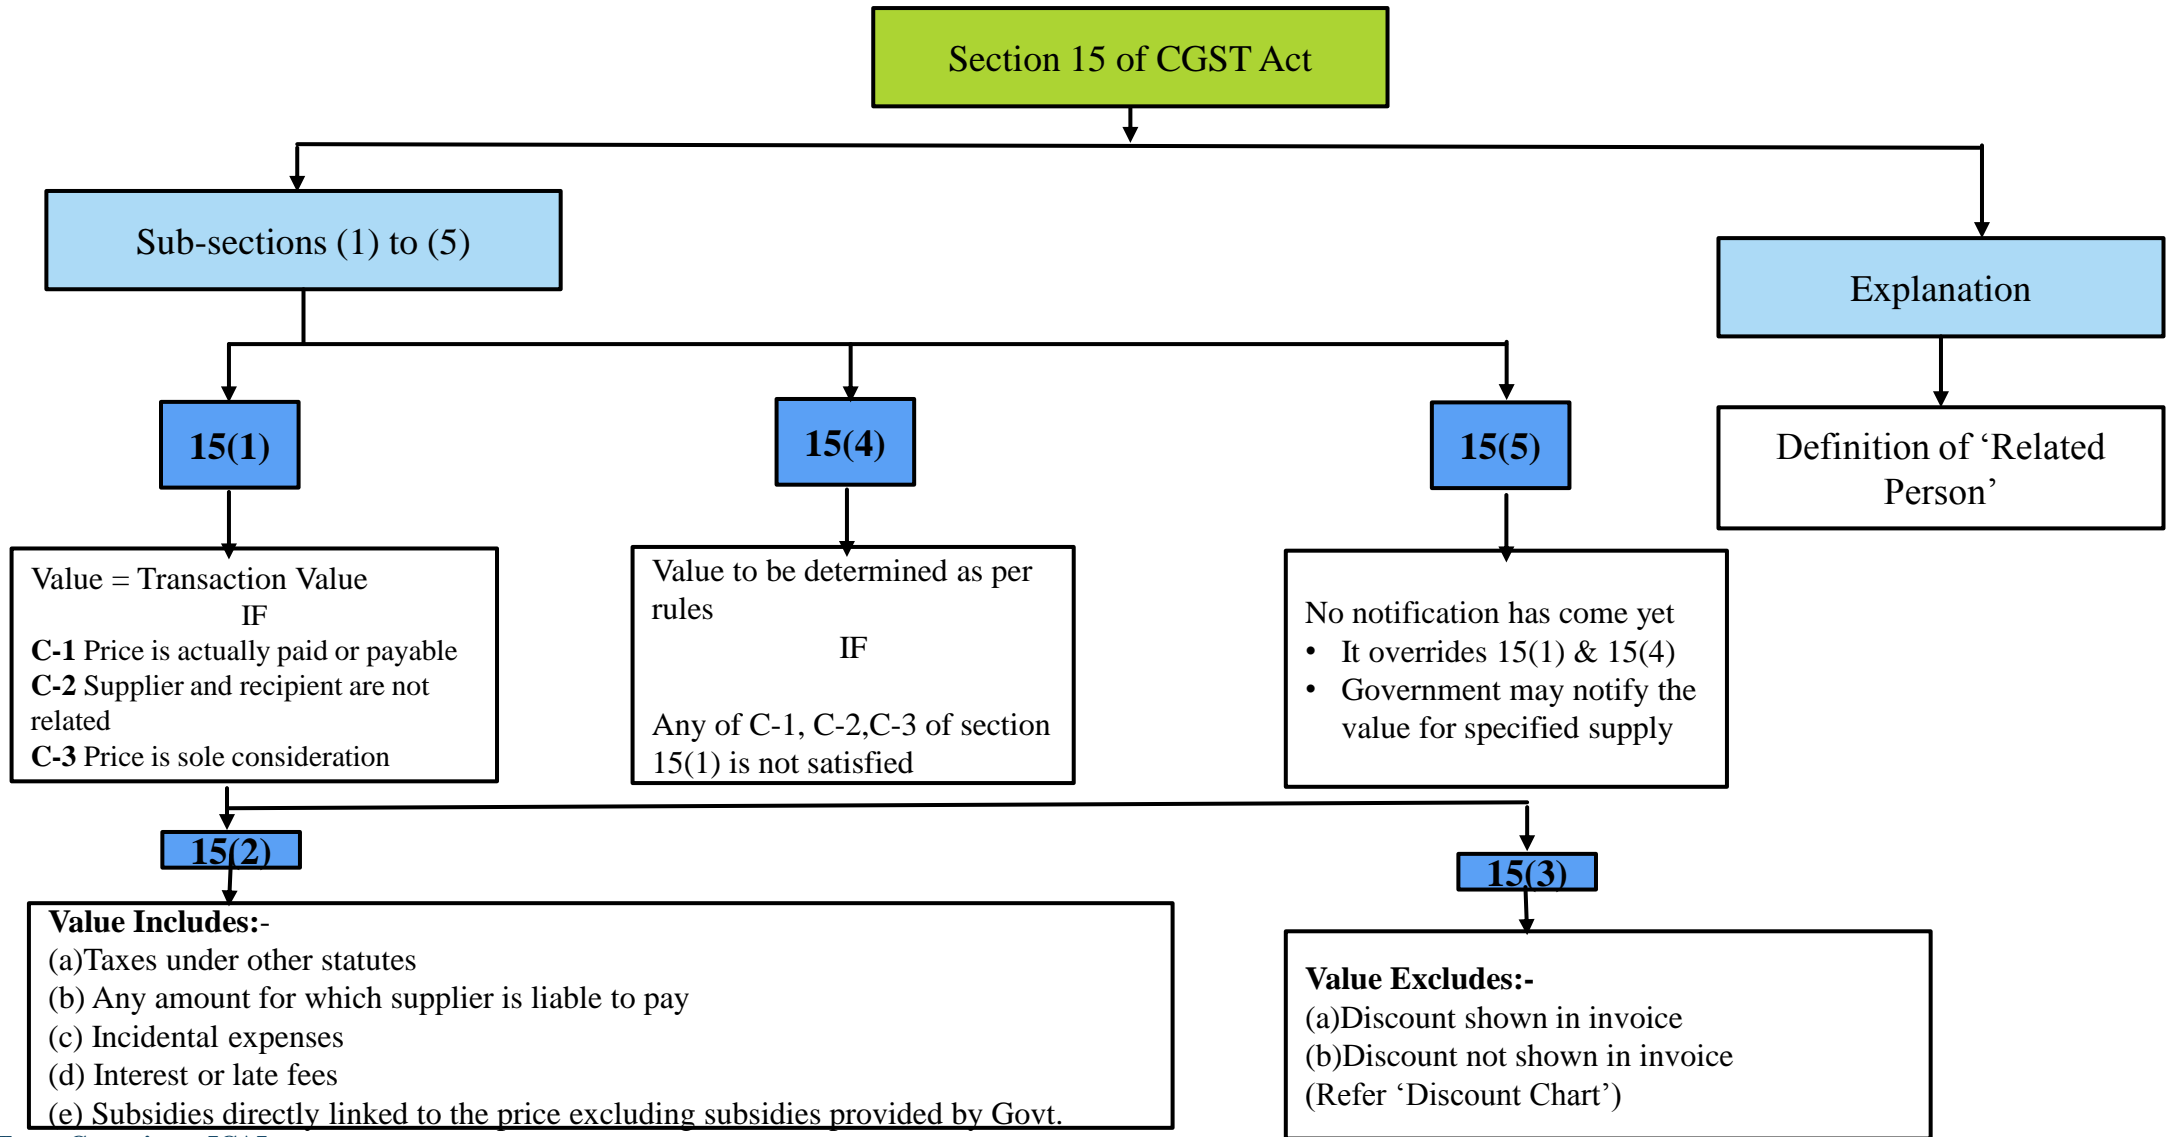 Section 15 of CGST Act
Sub-sections (1) to (5)
Explanation
15(1)
15(4)
15(5)
Definition of ‘Related
Person’
Value = Transaction Value
IF
C-1 Price is actually paid or payable
C-2 Supplier and recipient are not
related
C-3 Price is sole consideration
Value to be determined as per
rules
IF
Any of C-1, C-2,C-3 of section
15(1) is not satisfied
No notification has come yet
• It overrides 15(1) & 15(4)
• Government may notify the
value for specified supply
15(2)
15(3)
Value Includes:-
(a)Taxes under other statutes
(b) Any amount for which supplier is liable to pay
(c) Incidental expenses
(d) Interest or late fees
(e) Subsidies directly linked to the price excluding subsidies provided by Govt.
Value Excludes:-
(a)Discount shown in invoice
(b)Discount not shown in invoice
(Refer ‘Discount Chart’)